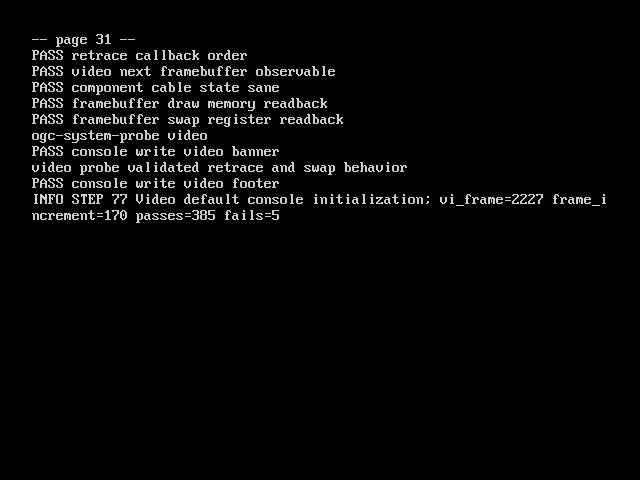 -- page 31 --
PASS retrace callback order
PASS video next framebuffer observable
PASS component cable state sane
PASS framebuffer draw memory readback
PASS framebuffer swap register readback
ogc-system-probe video
PASS console write video banner
video probe validated retrace and swap behavior
PASS console write video footer
INFO STEP 77 Video default console initialization; vi_frame=2227 frame_i
ncrement=170 passes=385 fails=5